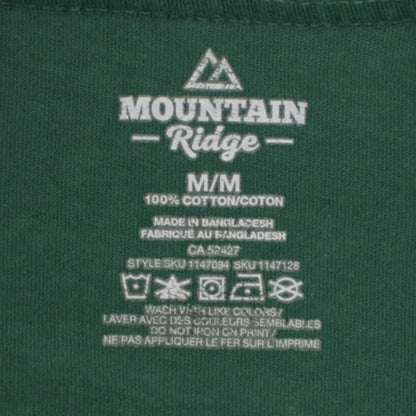 MOUNTAIN
Ridge
M/M
100% COTTON/COTON
MADE IN BANGLADESH
FABRIQUE AU BANGLADESH
CA 52427
STYLE SKU 1147094 SKU 1147128
WACH WITH LIKE COLORS/
LAVER AVEC DES COULEURS SEMBLABLES
DO NOT IRON ON PRINT/
NE PAS APPLIQUER LE FER SUR L'IMPRIME